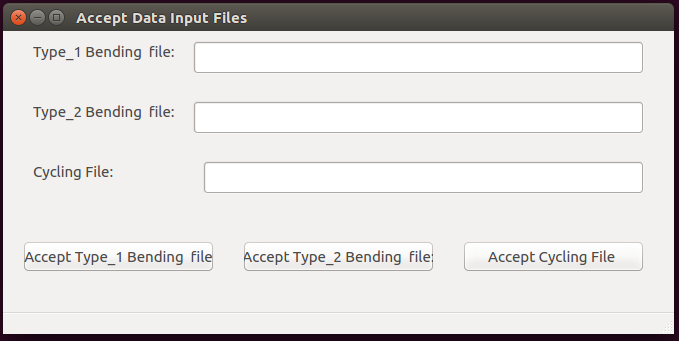 Accept Data Input Files
Type_1 Bending  file:
Type_2 Bending  file:
Cycling File:
Accept Type_1 Bending  file Accept Type_2 Bending  file: Accept Cycling File